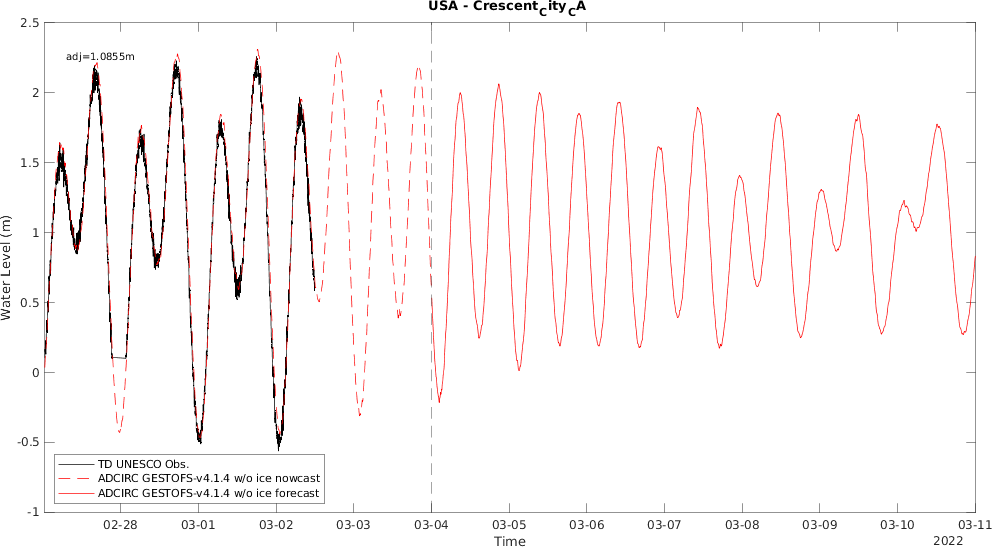 USA - Crescent_City_CA
2.5
adj=1.0855m
2
1.5
1
0.5
0
-0.5
-1
Water Level (m)
TD UNESCO Obs.
ADCIRC GESTOFS-v4.1.4 w/o ice nowcast
ADCIRC GESTOFS-v4.1.4 w/o ice forecast
02-28 03-01 03-02 03-03 03-04 03-05 03-06 03-07 03-08 03-09 03-10 03-11
Time
2022